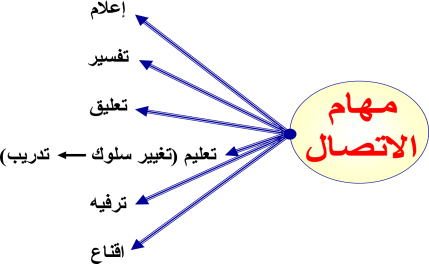 مهام
الاتصال
إعلام
تفسير
تعليق
تعليم (تغيير سلوك ← تدريب)
ترفيه
اقناع